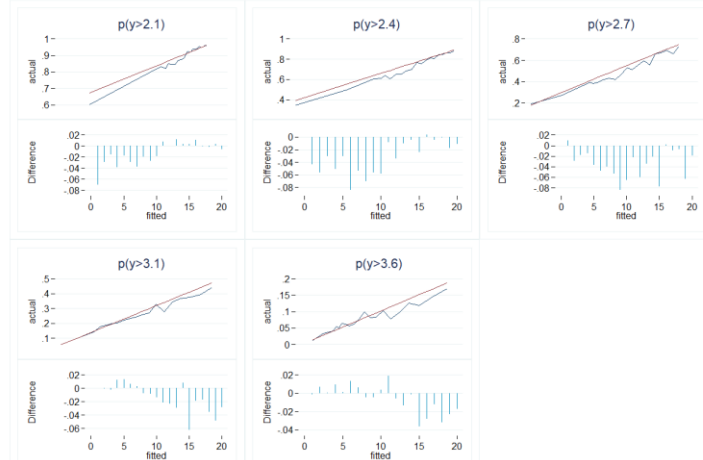 p(y>2.1)
p(y>2.4)
p(y>2.7)
1
.9
.8
.7
.6
actual
1
.8
.6
.4
actual
.8
.6
.4
.2
actual
.02
0
-.02
-.04
-.06
-.08
Difference
0
-.02
-.04
-.06
-.08
Difference
.02
0
-.02
-.04
-.06
-.08
Difference
0 5 10 15 20
fitted
0 5 10 15 20
fitted
0 5 10 15 20
fitted
p(y>3.1)
p(y>3.6)
.5
.4
.3
.2
.1
actual
.2
.15
.1
.05
0
actual
.02
0
-.02
-.04
-.06
Difference
.02
0
-.02
-.04
Difference
0 5 10 15 20
fitted
0 5 10 15 20
fitted